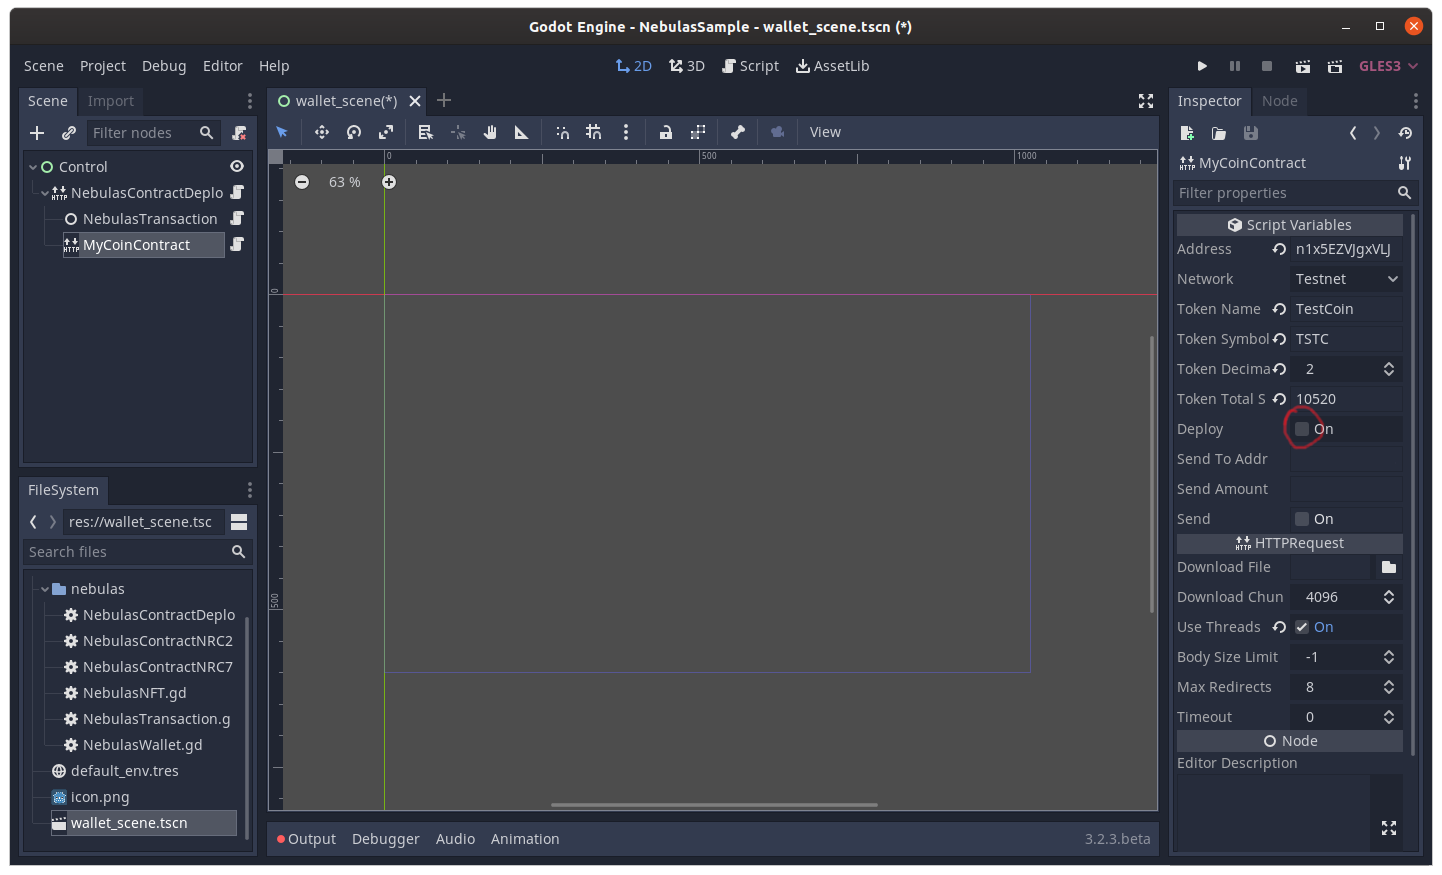 Godot Engine - NebulasSample - wallet_scene.tscn (*)
Scene Project Debug Editor Help
2D 3D Script AssetLib
GLES3
Scene Import
Filter nodes
Control
HTTP NebulasContractDeplo
NebulasTransaction
HTTP MyCoinContract
FileSystem
res://wallet_scene.tsc
Search files
nebulas
NebulasContractDeplo
NebulasContractNRC2
NebulasContractNRC7
NebulasNFT.gd
NebulasTransaction.g
NebulasWallet.gd
default_env.tres
icon.png
wallet_scene.tscn
wallet_scene(*)
View
0 500 1000
63 %
0
500
Output Debugger Audio Animation 3.2.3.beta
Inspector Node
HTTP MyCoinContract
Filter properties
Script Variables
Address n1x5EZVJgxVLJ
Network Testnet
Token Name TestCoin
Token Symbol TSTC
Token Decima 2
Token Total S 10520
Deploy On
Send To Addr
Send Amount
Send On
HTTP HTTPRequest
Download File
Download Chun 4096
Use Threads On
Body Size Limit -1
Max Redirects 8
Timeout 0
Node
Editor Description